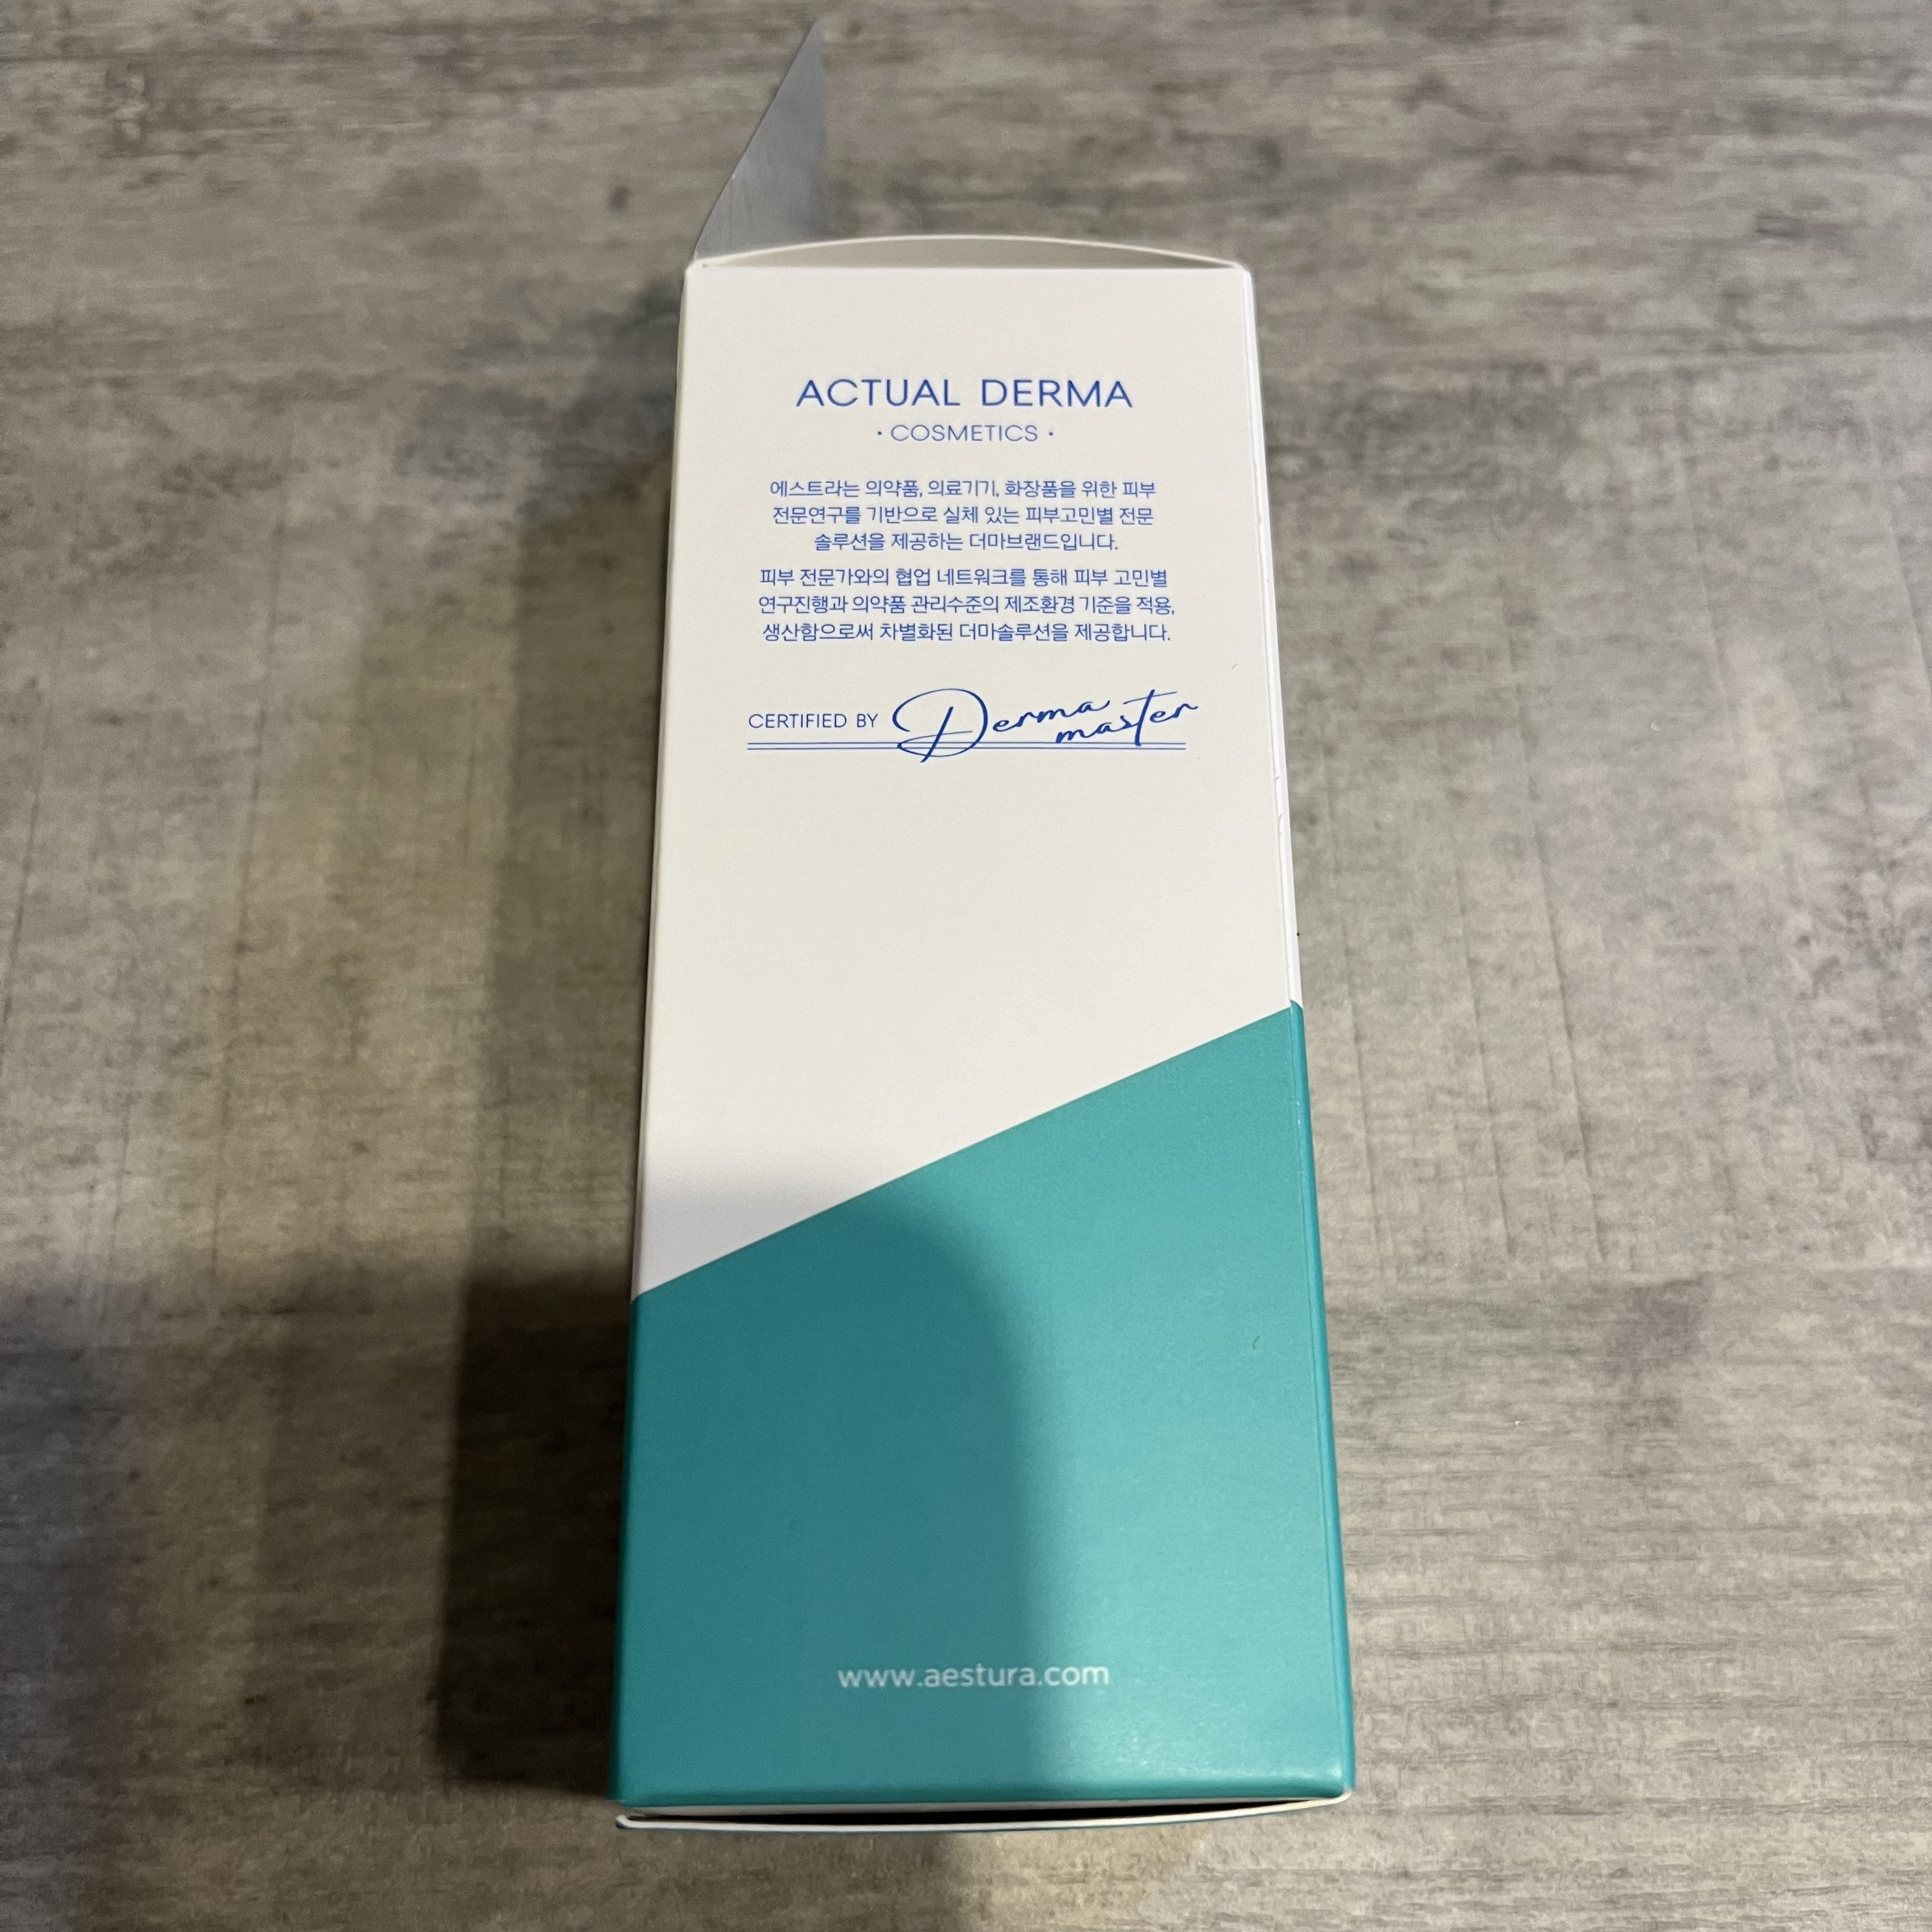 ACTUAL DERMA
· COSMETICS ·
에스트라는 의약품, 의료기기, 화장품을 위한 피부
전문연구를 기반으로 실체 있는 피부고민별 전문
솔루션을 제공하는 더마브랜드입니다.
피부 전문가와의 협업 네트워크를 통해 피부 고민별
연구진행과 의약품 관리수준의 제조환경 기준을 적용,
생산함으로써 차별화된 더마솔루션을 제공합니다.
CERTIFIED BY Derma master
www.aestura.com